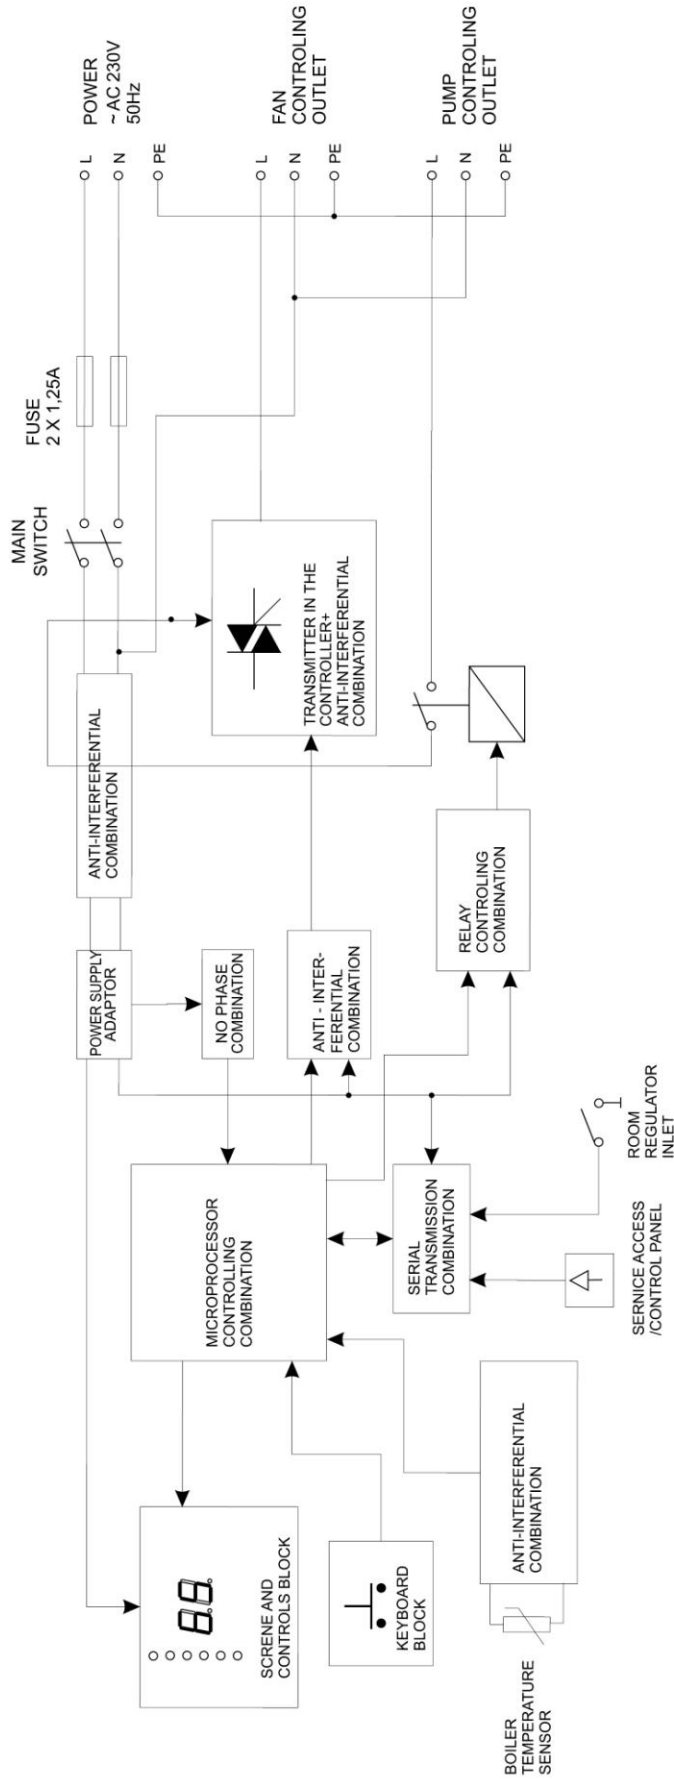 POWER
~ AC 230V
50Hz
L
N
PE
FAN
CONTROLING
OUTLET
L
N
PE
PUMP
CONTROLING
OUTLET
L
N
PE
FUSE
2 X 1,25A
MAIN
SWITCH
ANTI-INTERFERENTIAL
COMBINATION
TRANSMITTER IN THE
CONTROLLER+
ANTI-INTERFERENTIAL
COMBINATION
POWER SUPPLY
ADAPTOR
NO PHASE
COMBINATION
ANTI - INTER-
FERENTIAL
COMBINATION
RELAY
CONTROLING
COMBINATION
MICROPROCESSOR
CONTROLLING
COMBINATION
SERIAL
TRANSMISSION
COMBINATION
ROOM
REGULATOR
INLET
SERNICE ACCESS
/CONTROL PANEL
8.8.
SCRENE AND
CONTROLS BLOCK
KEYBOARD
BLOCK
ANTI-INTERFERENTIAL
COMBINATION
BOILER
TEMPERATURE
SENSOR